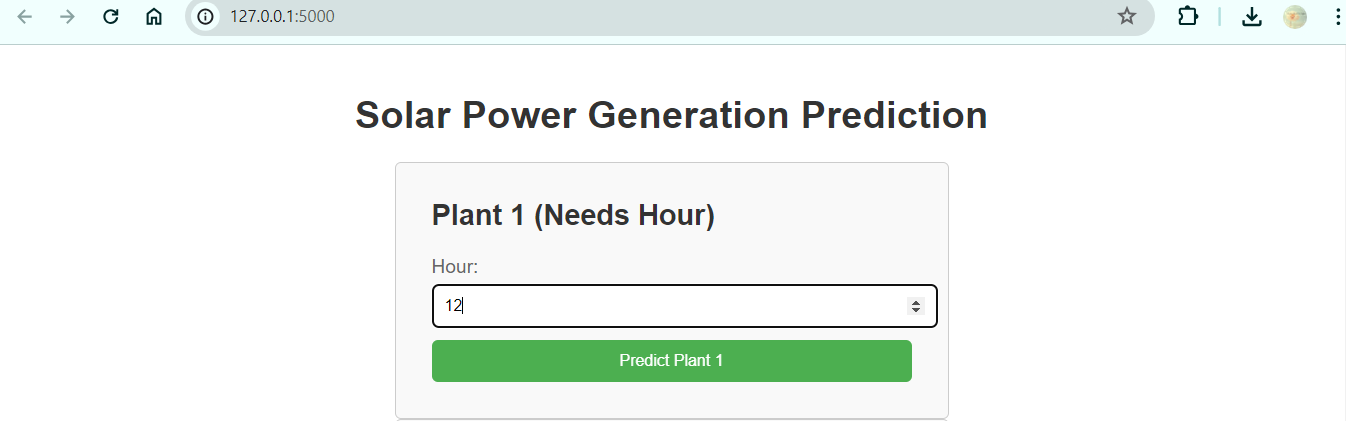 127.0.0.1:5000
Solar Power Generation Prediction
Plant 1 (Needs Hour)
Hour:
12
Predict Plant 1